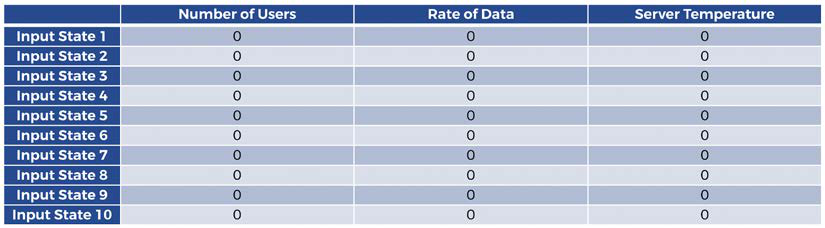 Number of Users Rate of Data Server Temperature
Input State 1 0 0 0
Input State 2 0 0 0
Input State 3 0 0 0
Input State 4 0 0 0
Input State 5 0 0 0
Input State 6 0 0 0
Input State 7 0 0 0
Input State 8 0 0 0
Input State 9 0 0 0
Input State 10 0 0 0